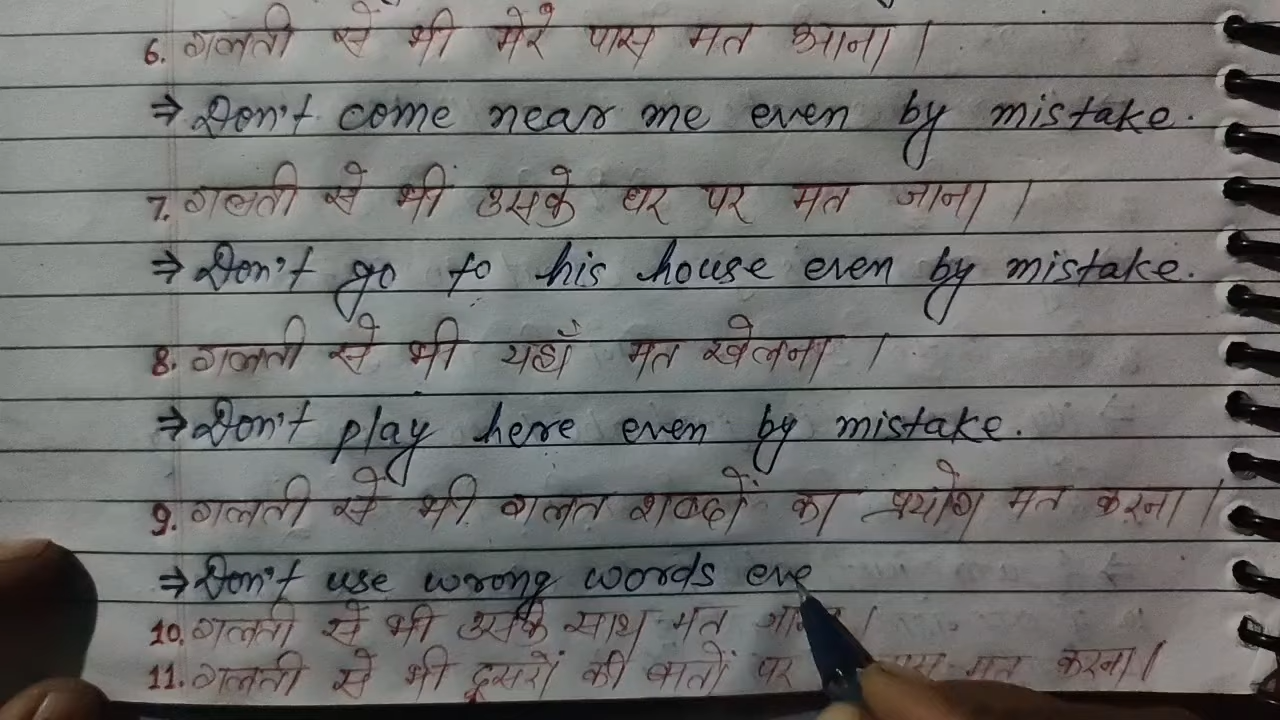 6. गलती से भी मेरे पास मत आना।
⇒ Don't come near me even by mistake.
7. गलती से भी उसके घर पर मत जाना।
⇒ Don't go to his house even by mistake.
8. गलती से भी यहाँ मत खेलना।
⇒ Don't play here even by mistake.
9. गलती से भी गलत शब्दों का प्रयोग मत करना।
⇒ Don't use wrong words eve
10. गलती से भी उसके साथ मत
11. गलती से भी दूसरों की बातों पर मत करना।